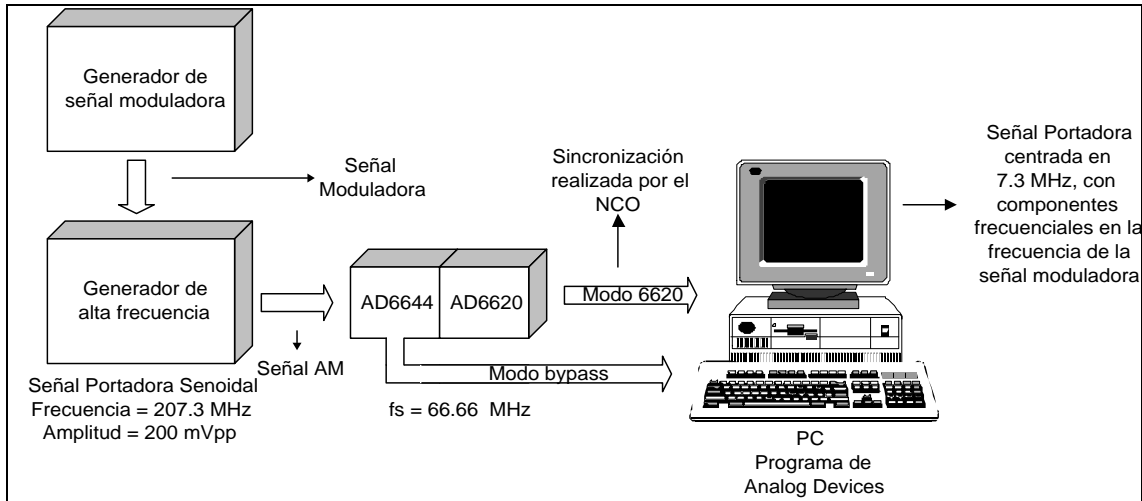 Generador de
señal moduladora
Señal
Moduladora
Generador de
alta frecuencia
Señal Portadora Senoidal
Frecuencia = 207.3 MHz
Amplitud = 200 mVpp
Señal AM
AD6644
AD6620
fs = 66.66 MHz
Sincronización
realizada por el
NCO
Modo 6620
Modo bypass
PC
Programa de
Analog Devices
Señal Portadora
centrada en
7.3 MHz, con
componentes
frecuenciales en la
frecuencia de la
señal moduladora